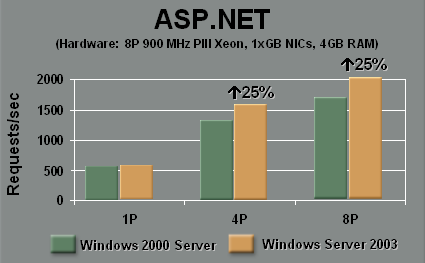 ASP.NET
(Hardware: 8P 900 MHz PIII Xeon, 1xGB NICs, 4GB RAM)
Requests/sec
2000
1500
1000
500
0
↑25%
↑25%
1P 4P 8P
Windows 2000 Server Windows Server 2003